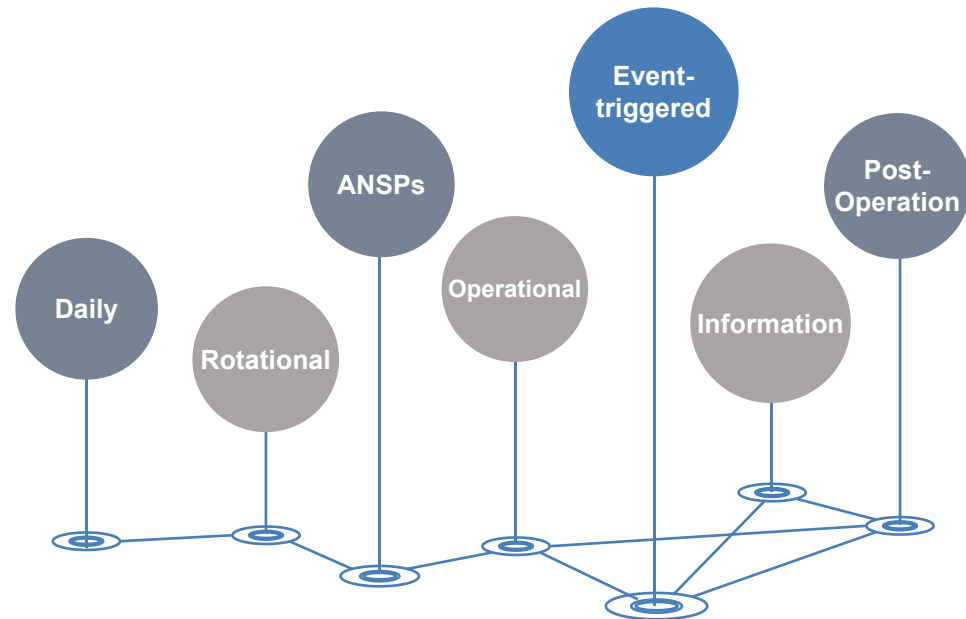 Daily
Rotational
ANSPs
Operational
Event-
triggered
Information
Post-
Operation